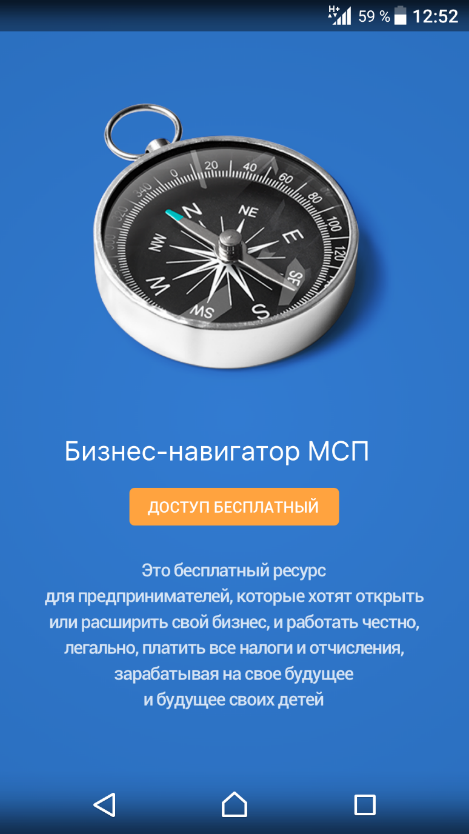 H+ 59 % 12:52
0 20 40 60 80 100 120
340 320
N NE E SE S SW W NW
Бизнес-навигатор МСП
ДОСТУП БЕСПЛАТНЫЙ
Это бесплатный ресурс
для предпринимателей, которые хотят открыть
или расширить свой бизнес, и работать честно,
легально, платить все налоги и отчисления,
зарабатывая на свое будущее
и будущее своих детей